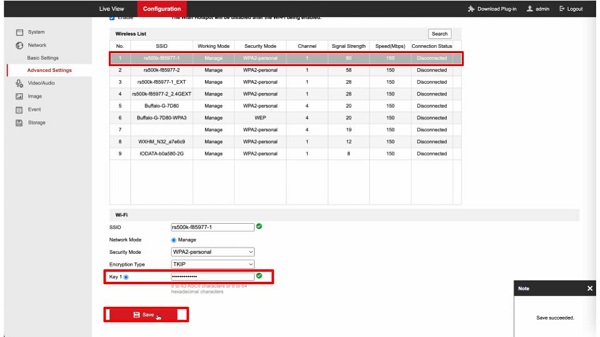 Live View Configuration Download Plug-in admin Logout
Enable The WLAN Hotspot will be disabled after the Wi-Fi being enabled.
System
Network
Basic Settings
Advanced Settings
Video/Audio
Image
Event
Storage
Wireless List Search
No. SSID Working Mode Security Mode Channel Signal Strength Speed(Mbps) Connection Status
1 rs500k-f85977-1 Manage WPA2-personal 1 60 150 Disconnected
2 rs500k-f85977-2 Manage WPA2-personal 1 58 150 Disconnected
3 rs500k-f85977-1_EXT Manage WPA2-personal 1 28 150 Disconnected
4 rs500k-f85977-2_2.4GEXT Manage WPA2-personal 1 28 150 Disconnected
5 Buffalo-G-7D80 Manage WPA2-personal 4 20 150 Disconnected
6 Buffalo-G-7D80-WPA3 Manage WEP 4 20 150 Disconnected
7 Manage WPA2-personal 4 19 150 Disconnected
8 WXHM_N32_a7e6c9 Manage WPA2-personal 1 12 150 Disconnected
9 IODATA-b0a580-2G Manage WPA2-personal 1 8 150 Disconnected
Wi-Fi
SSID rs500k-f85977-1
Network Mode Manage
Security Mode WPA2-personal
Encryption Type TKIP
Key 1 •••••••••••••
8 to 63 ASCII characters or 8 to 64
hexadecimal characters
Save
Note
Save succeeded.